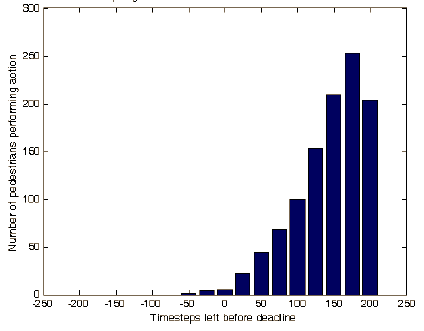 300
250
200
150
100
50
0
-250 -200 -150 -100 -50 0 50 100 150 200 250
Number of pedestrians performing action
Timesteps left before deadline